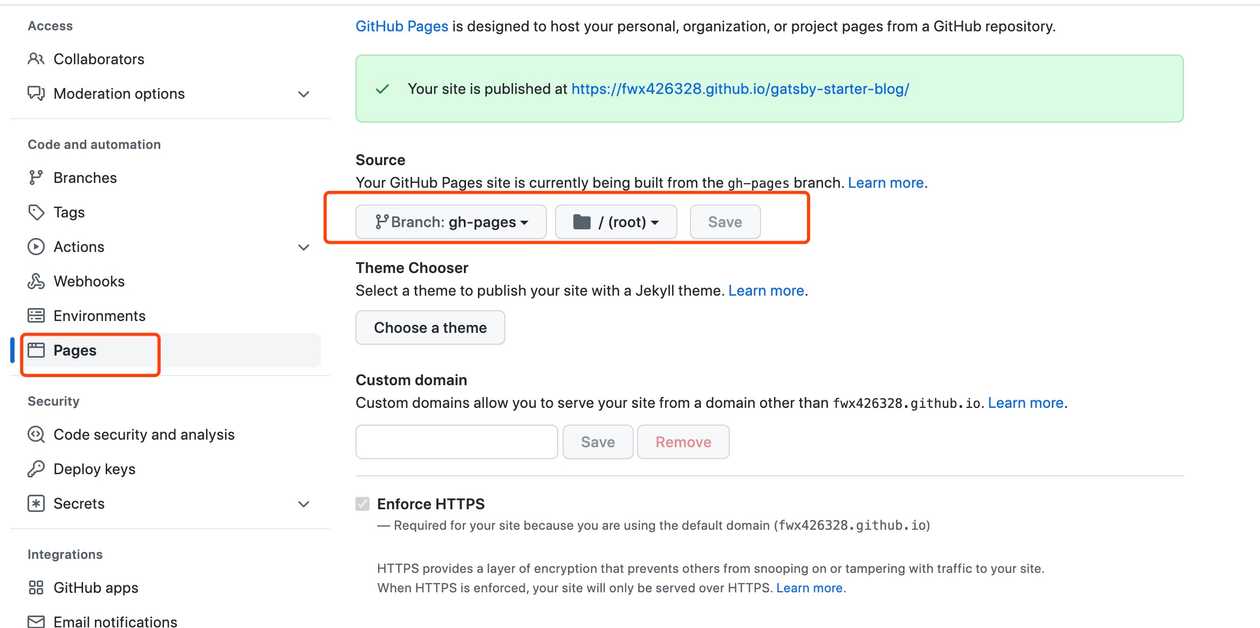 Access
Collaborators
Moderation options
Code and automation
Branches
Tags
Actions
Webhooks
Environments
Pages
Security
Code security and analysis
Deploy keys
Secrets
Integrations
GitHub apps
Email notifications
GitHub Pages is designed to host your personal, organization, or project pages from a GitHub repository.
Your site is published at https://fwx426328.github.io/gatsby-starter-blog/
Source
Your GitHub Pages site is currently being built from the gh-pages branch. Learn more.
Branch: gh-pages / (root) Save
Theme Chooser
Select a theme to publish your site with a Jekyll theme. Learn more.
Choose a theme
Custom domain
Custom domains allow you to serve your site from a domain other than fwx426328.github.io. Learn more.
Save Remove
Enforce HTTPS
— Required for your site because you are using the default domain (fwx426328.github.io)
HTTPS provides a layer of encryption that prevents others from snooping on or tampering with traffic to your site.
When HTTPS is enforced, your site will only be served over HTTPS. Learn more.